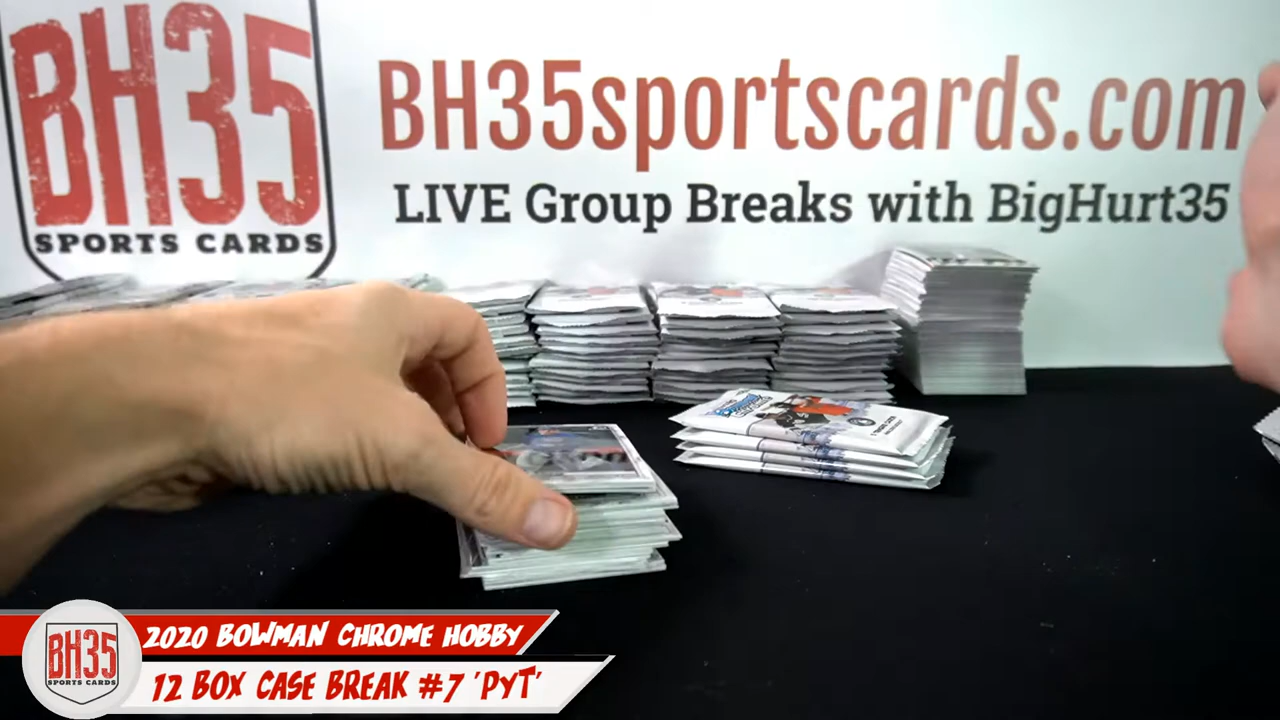 BH35
SPORTS CARDS
BH35sportscards.com
LIVE Group Breaks with BigHurt35
BH35
SPORTS CARDS
2020 BOWMAN CHROME HOBBY
12 BOX CASE BREAK #7 'PYT'